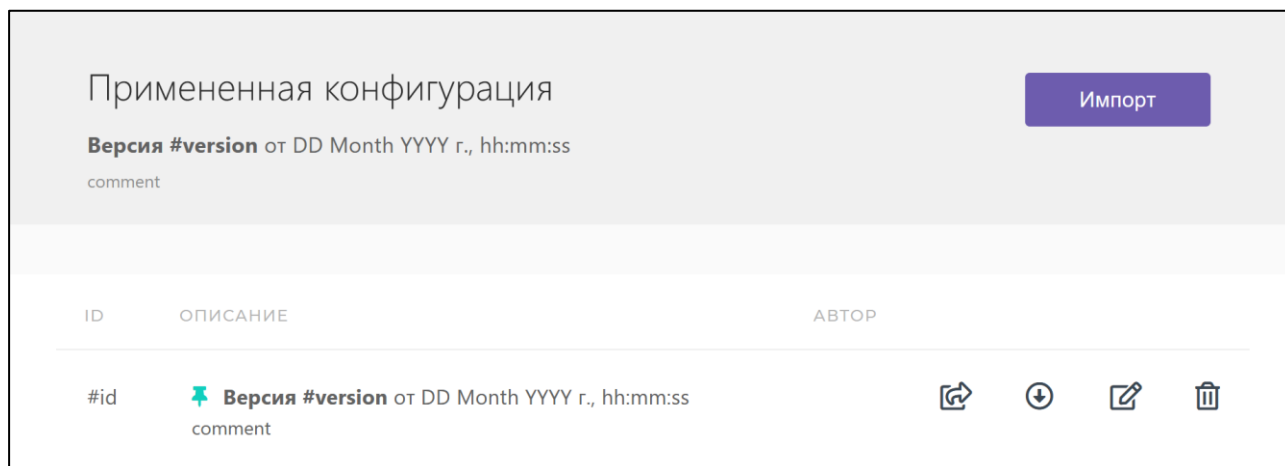 Примененная конфигурация
Импорт
Версия #version от DD Month YYYY г., hh:mm:ss
comment
ID ОПИСАНИЕ АВТОР
#id Версия #version от DD Month YYYY г., hh:mm:ss
comment